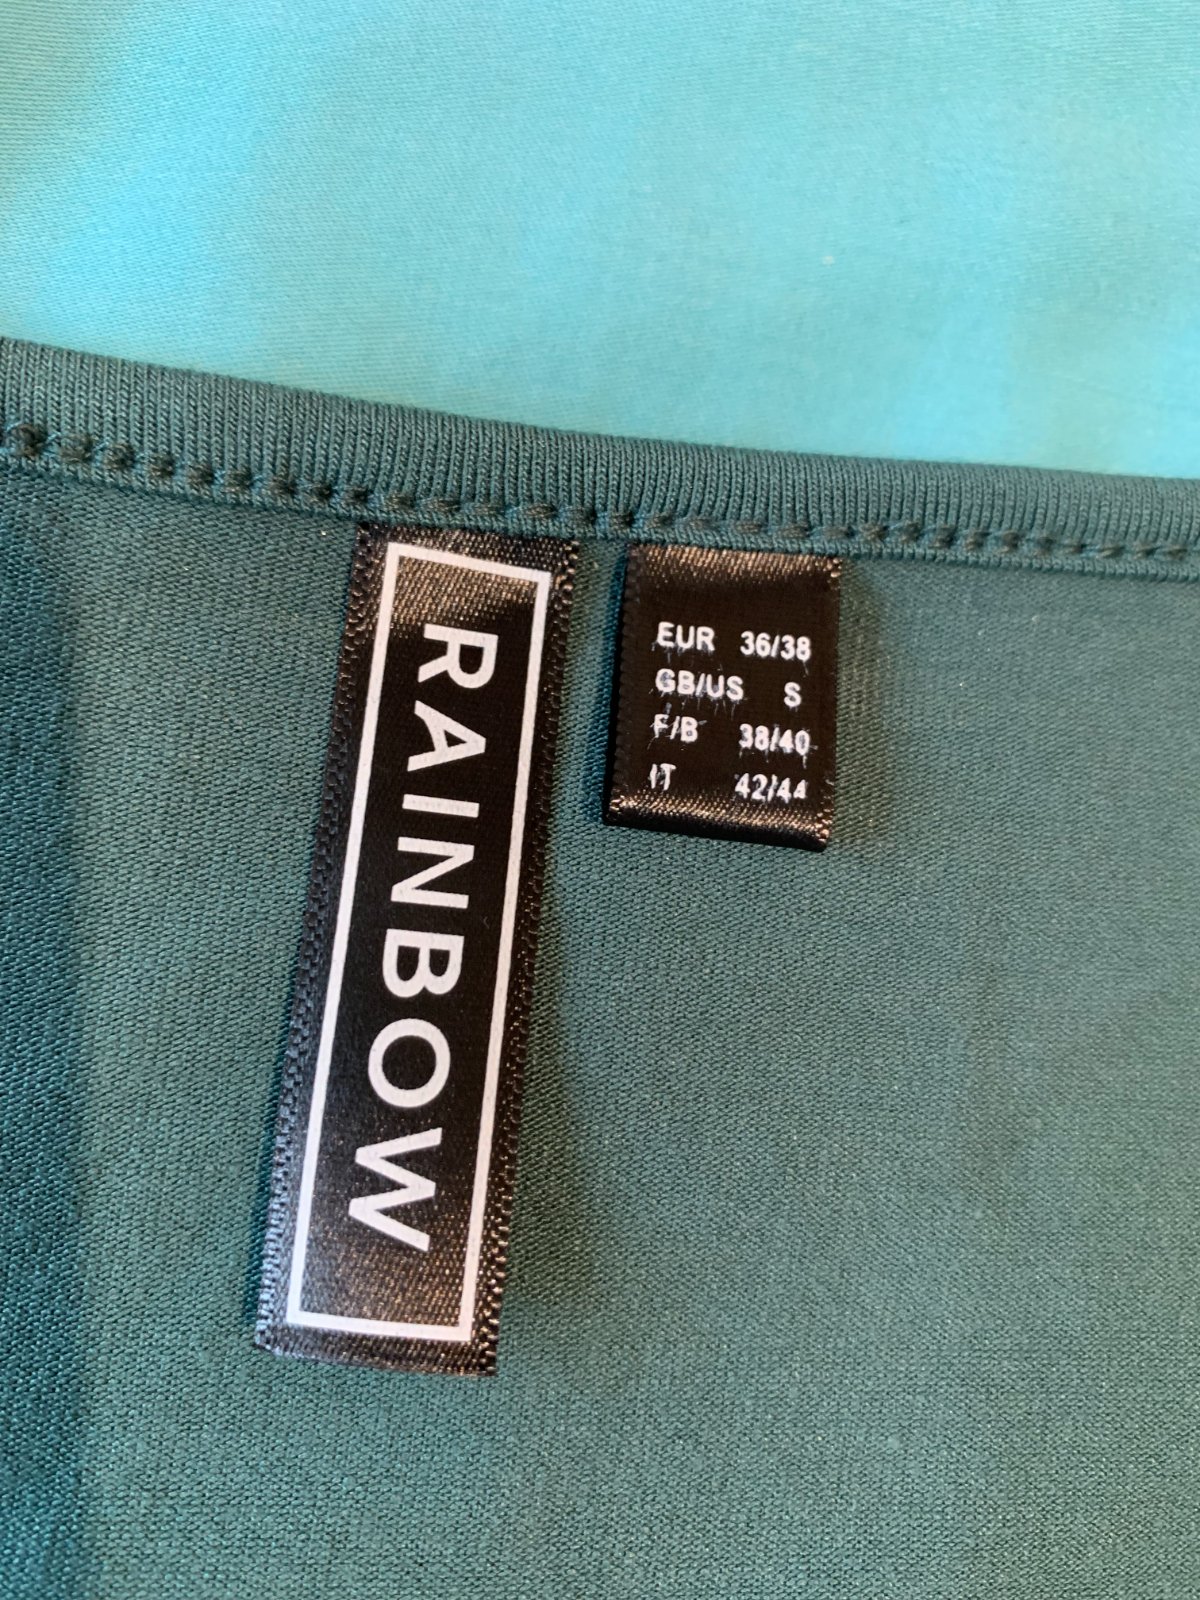 RAINBOW
EUR 36/38
GB/US S
F/B 38/40
IT 42/44